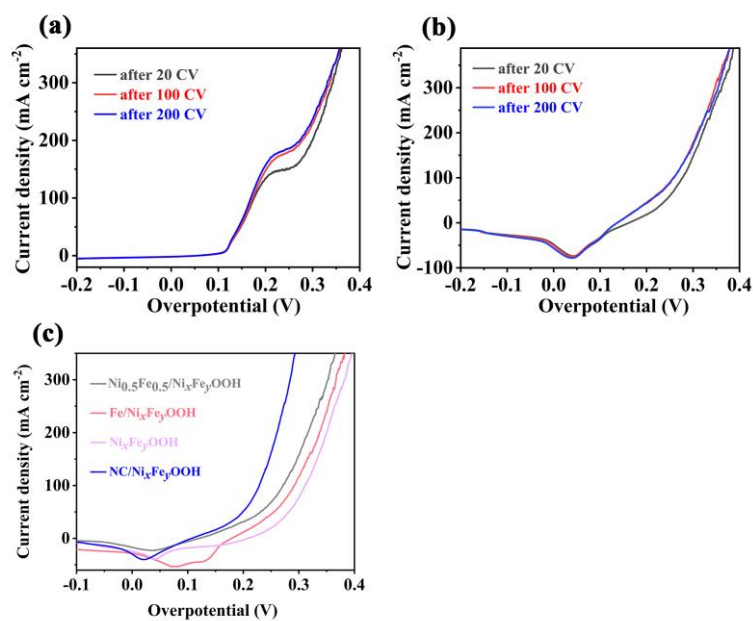 (a)
after 20 CV
after 100 CV
after 200 CV
Current density (mA cm⁻²)
300
200
100
0
-0.2 -0.1 0.0 0.1 0.2 0.3 0.4
Overpotential (V)
(b)
after 20 CV
after 100 CV
after 200 CV
Current density (mA cm⁻²)
300
200
100
0
-100
-0.2 -0.1 0.0 0.1 0.2 0.3 0.4
Overpotential (V)
(c)
Ni₀.₅Fe₀.₅/NiₓFeyOOH
Fe/NiₓFeyOOH
NiₓFeyOOH
NC/NiₓFeyOOH
Current density (mA cm⁻²)
300
200
100
0
-0.1 0.0 0.1 0.2 0.3 0.4
Overpotential (V)